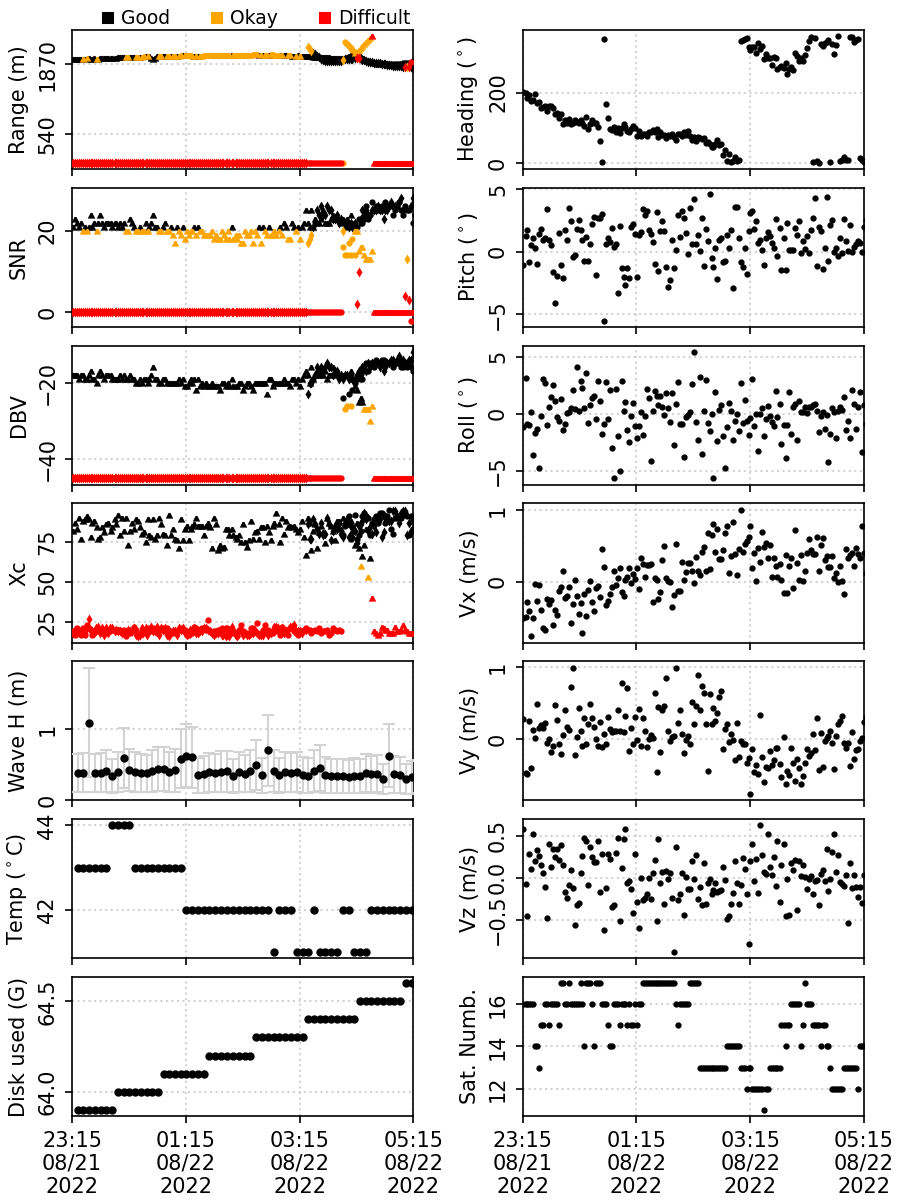 Good Okay Difficult
Range (m)
1870
540
Heading (°)
200
0
SNR
20
0
Pitch (°)
5
0
−5
DBV
−20
−40
Roll (°)
5
0
−5
Xc
75
50
25
Vx (m/s)
1
0
Wave H (m)
1
0
Vy (m/s)
1
0
Temp (°C)
44
42
Vz (m/s)
0.5
0.0
−0.5
Disk used (G)
64.5
64.0
Sat. Numb.
16
14
12
23:15 01:15 03:15 05:15
08/21 08/22 08/22 08/22
2022 2022 2022 2022
23:15 01:15 03:15 05:15
08/21 08/22 08/22 08/22
2022 2022 2022 2022